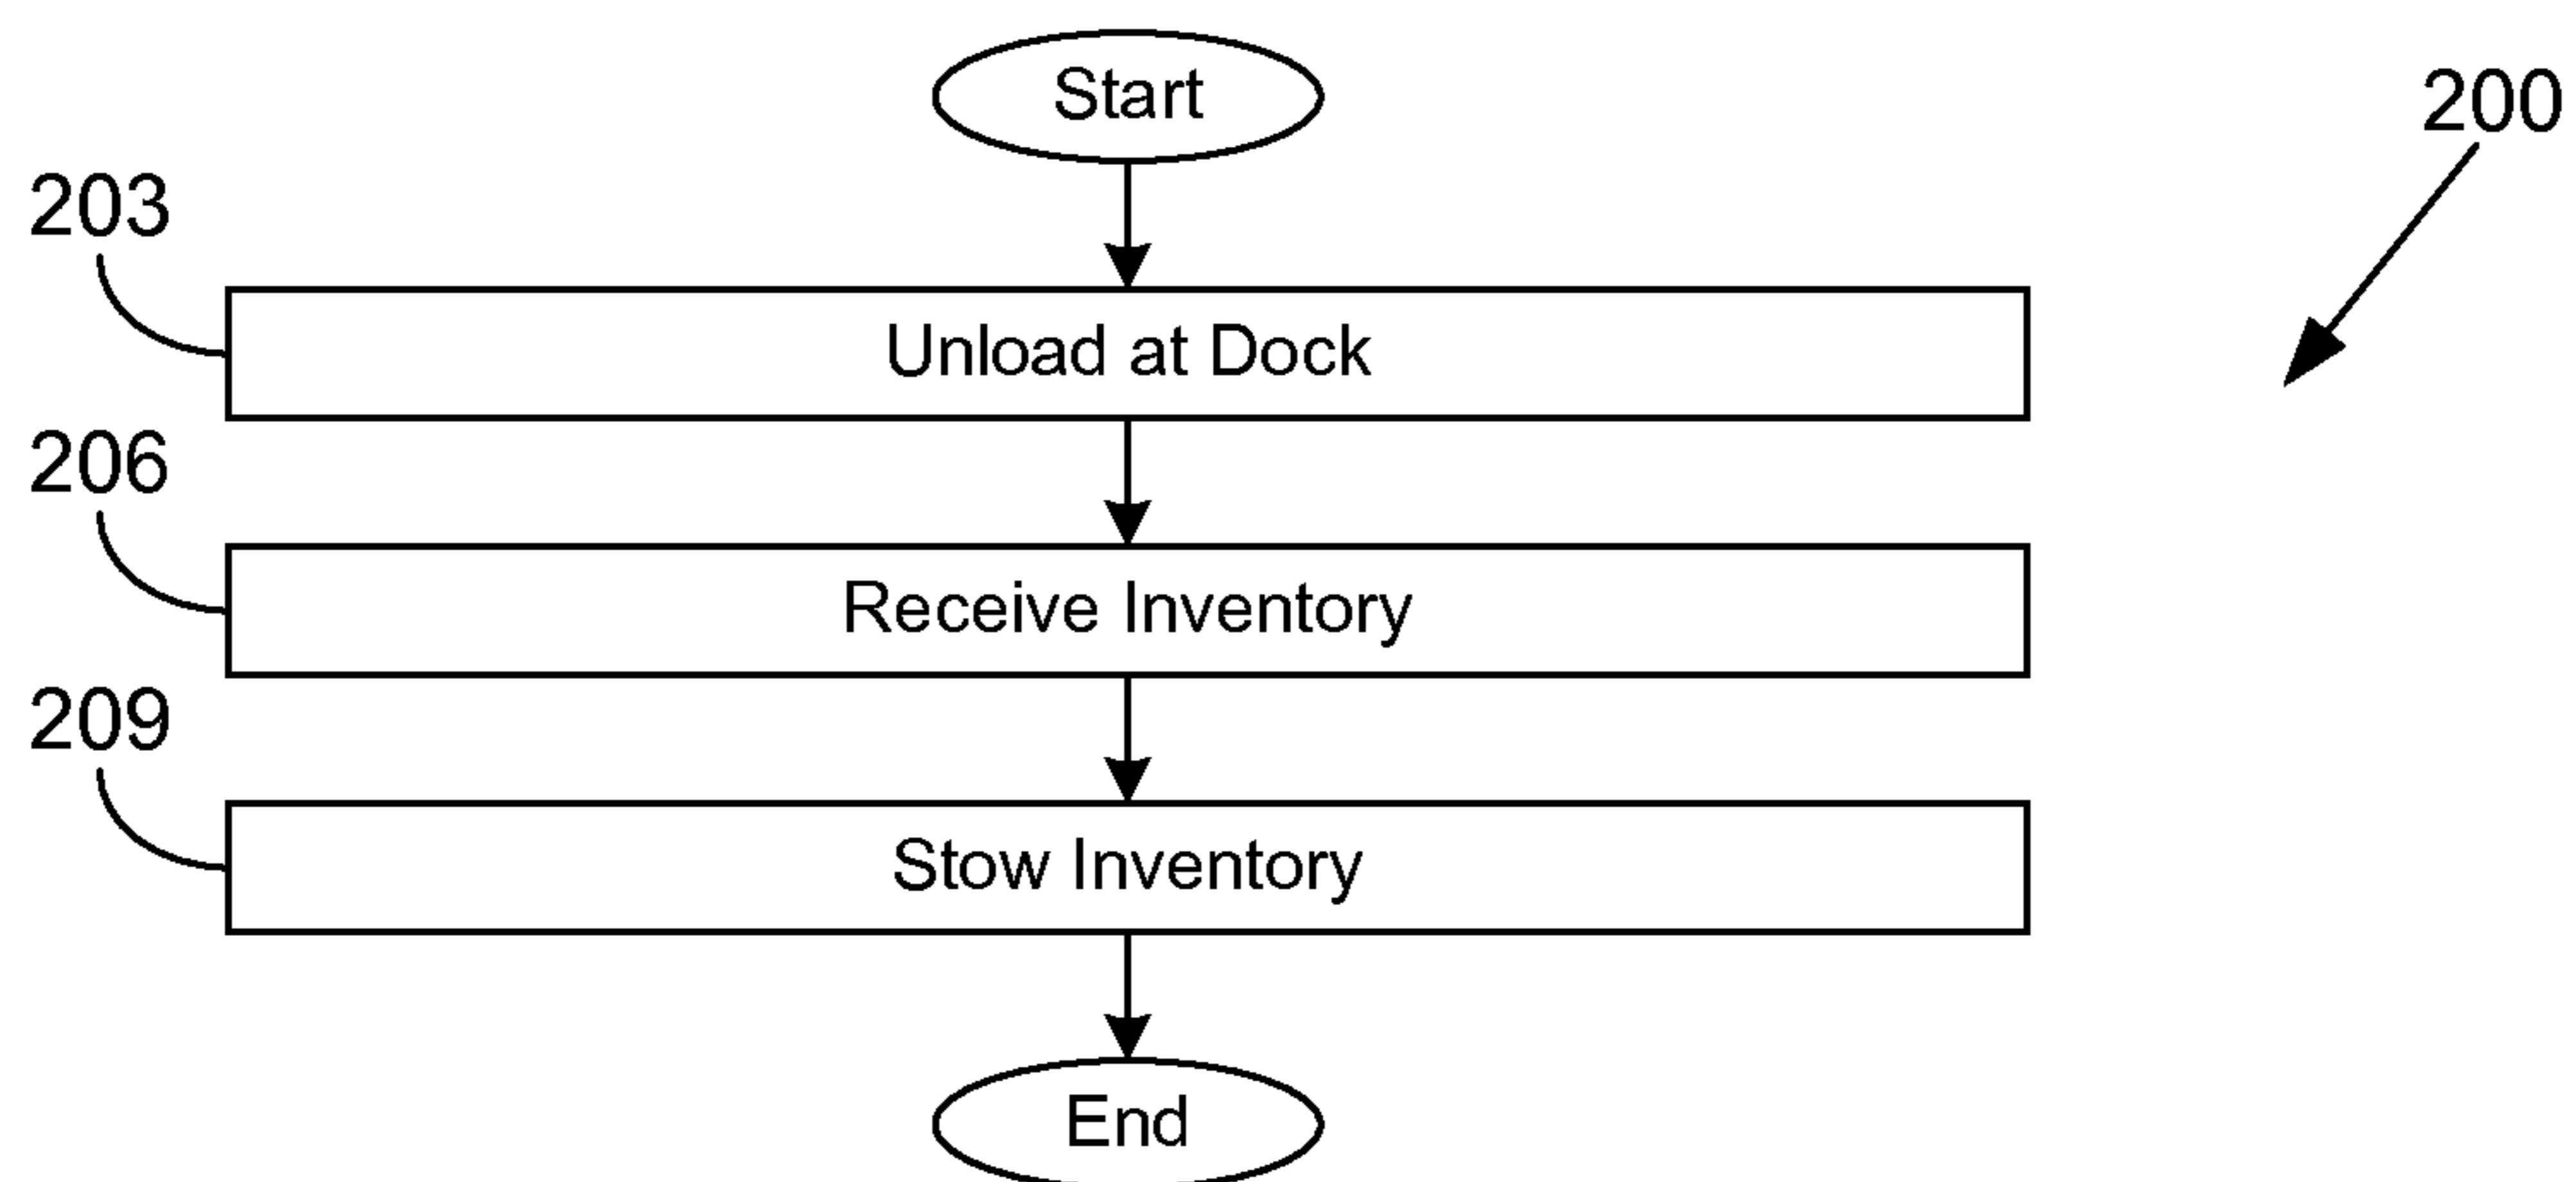 Start
200
203
Unload at Dock
206
Receive Inventory
209
Stow Inventory
End